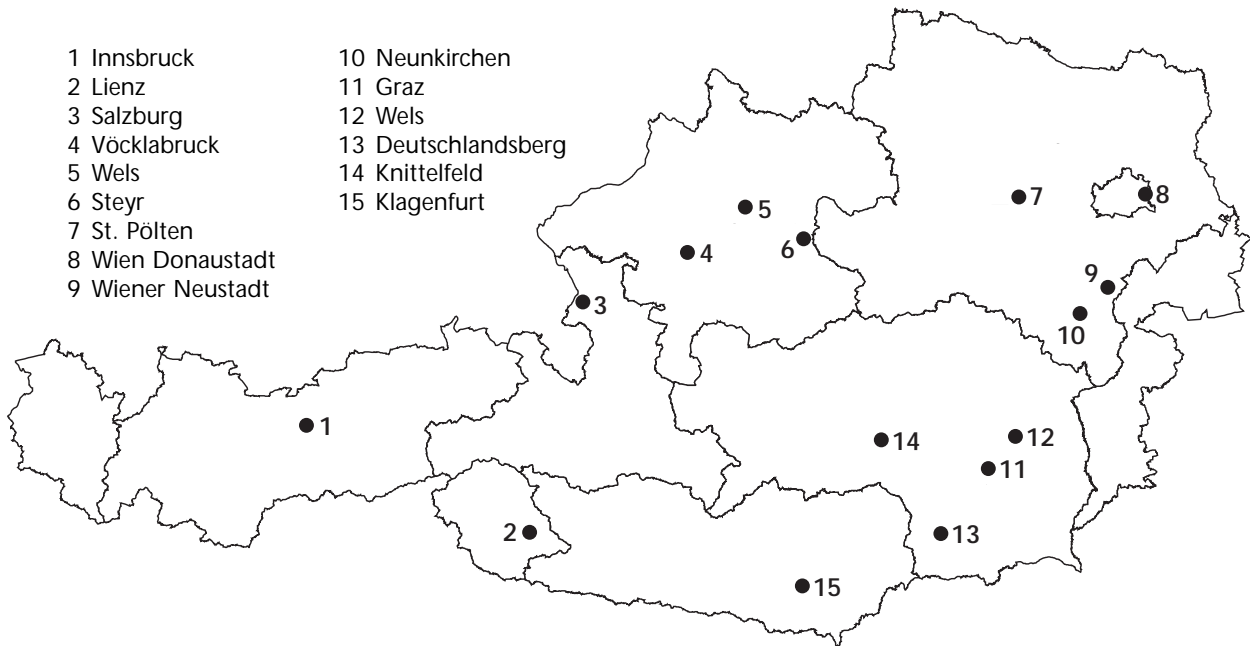 1 Innsbruck
2 Lienz
3 Salzburg
4 Vöcklabruck
5 Wels
6 Steyr
7 St. Pölten
8 Wien Donaustadt
9 Wiener Neustadt
10 Neunkirchen
11 Graz
12 Wels
13 Deutschlandsberg
14 Knittelfeld
15 Klagenfurt
5
7
8
6
4
9
3
10
1
14
12
11
2
13
15